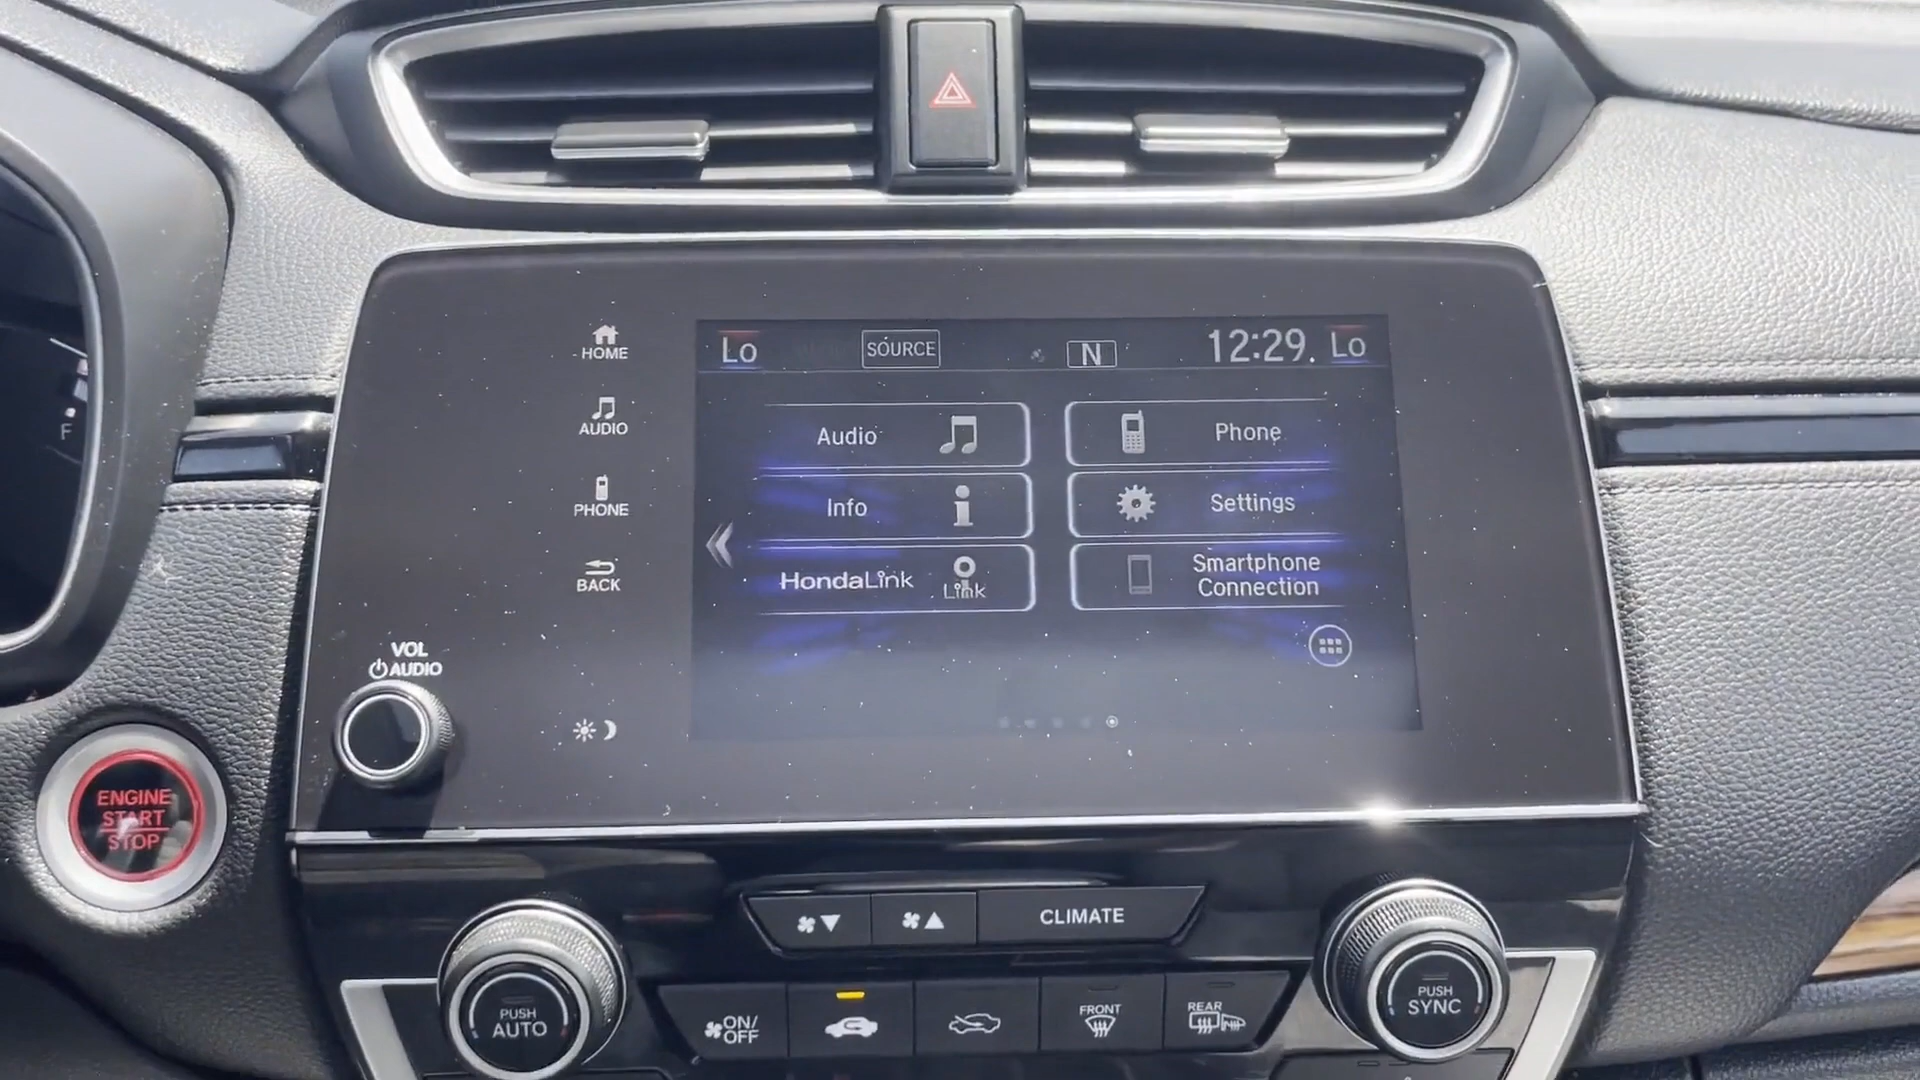 HOME
AUDIO
PHONE
BACK
VOL
AUDIO
F
ENGINE
START
STOP
Lo SOURCE N 12:29 Lo
Audio Phone
Info Settings
HondaLink Link Smartphone
Connection
CLIMATE
PUSH
AUTO
ON/
OFF
FRONT
REAR
PUSH
SYNC